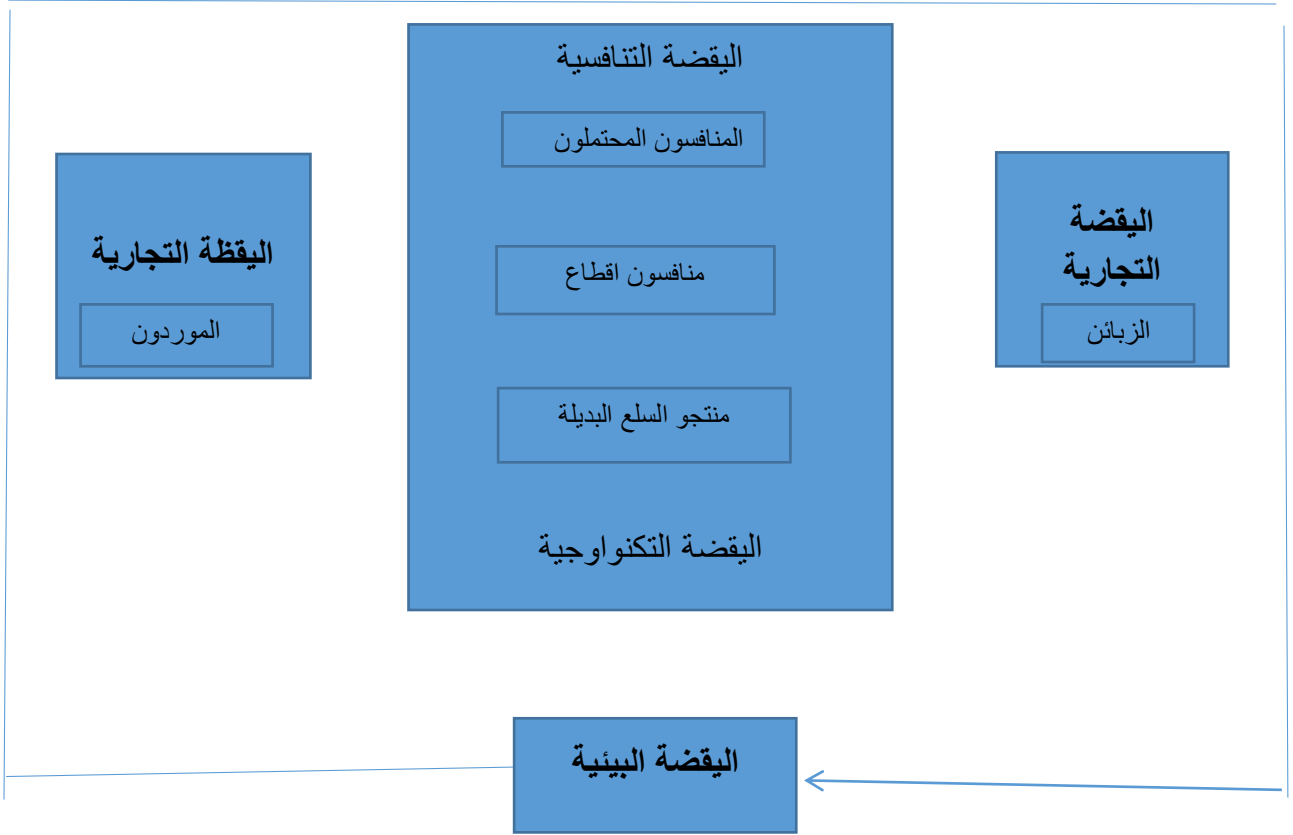 اليقضة التنافسية
المنافسون المحتملون
اليقضة
التجارية
الزبائن
منافسون اقطاع
اليقظة التجارية
الموردون
منتجو السلع البديلة
اليقضة التكنواوجية
اليقضة البيئية